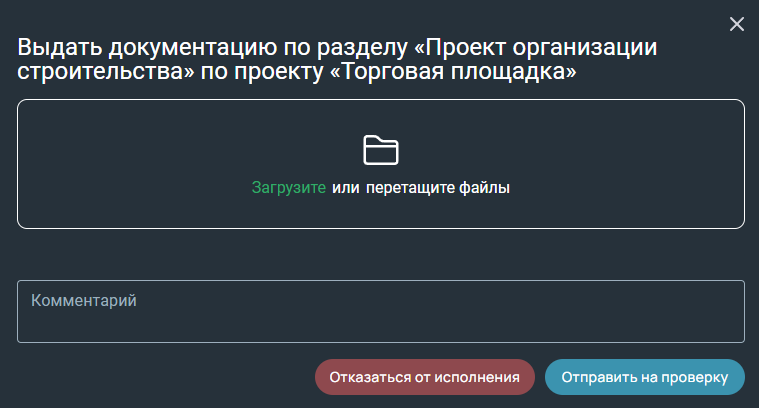 Выдать документацию по разделу «Проект организации
строительства» по проекту «Торговая площадка»
Загрузите или перетащите файлы
Комментарий
Отказаться от исполнения
Отправить на проверку